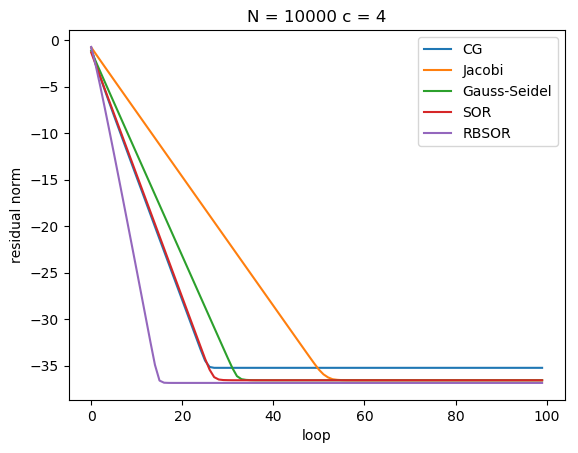 N = 10000 c = 4
CG
Jacobi
Gauss-Seidel
SOR
RBSOR
residual norm
0
−5
−10
−15
−20
−25
−30
−35
0
20
40
60
80
100
loop